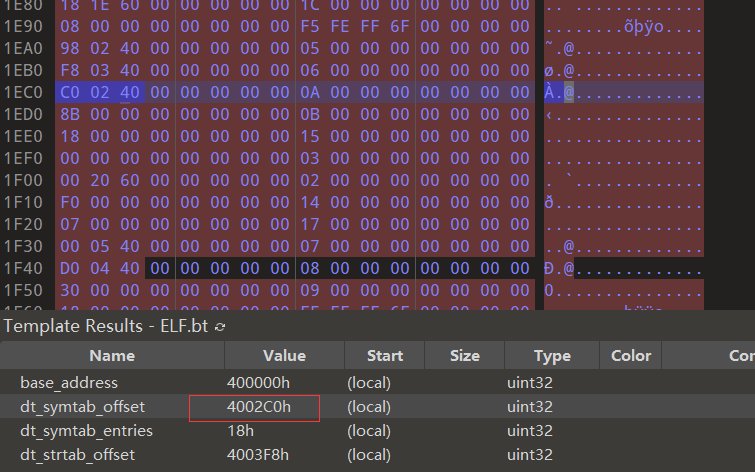 1E80 18 1E 60 00 00 00 00 00 1C 00 00 00 00 00 00 00 ..`.............
1E90 08 00 00 00 00 00 00 00 F5 FE FF 6F 00 00 00 00 ........õþÿo....
1EA0 98 02 40 00 00 00 00 00 05 00 00 00 00 00 00 00 ˜.@.............
1EB0 F8 03 40 00 00 00 00 00 06 00 00 00 00 00 00 00 ø.@.............
1EC0 C0 02 40 00 00 00 00 00 0A 00 00 00 00 00 00 00 À.@.............
1ED0 8B 00 00 00 00 00 00 00 0B 00 00 00 00 00 00 00 ‹...............
1EE0 18 00 00 00 00 00 00 00 15 00 00 00 00 00 00 00 ................
1EF0 00 00 00 00 00 00 00 00 03 00 00 00 00 00 00 00 ................
1F00 00 20 60 00 00 00 00 00 02 00 00 00 00 00 00 00 . `.............
1F10 F0 00 00 00 00 00 00 00 14 00 00 00 00 00 00 00 ð...............
1F20 07 00 00 00 00 00 00 00 17 00 00 00 00 00 00 00 ................
1F30 00 05 40 00 00 00 00 00 07 00 00 00 00 00 00 00 ..@.............
1F40 D0 04 40 00 00 00 00 00 08 00 00 00 00 00 00 00 Ð.@.............
1F50 30 00 00 00 00 00 00 00 09 00 00 00 00 00 00 00 0...............
Template Results - ELF.bt
Name Value Start Size Type Color Con
base_address 400000h (local) uint32
dt_symtab_offset 4002C0h (local) uint32
dt_symtab_entries 18h (local) uint32
dt_strtab_offset 4003F8h (local) uint32